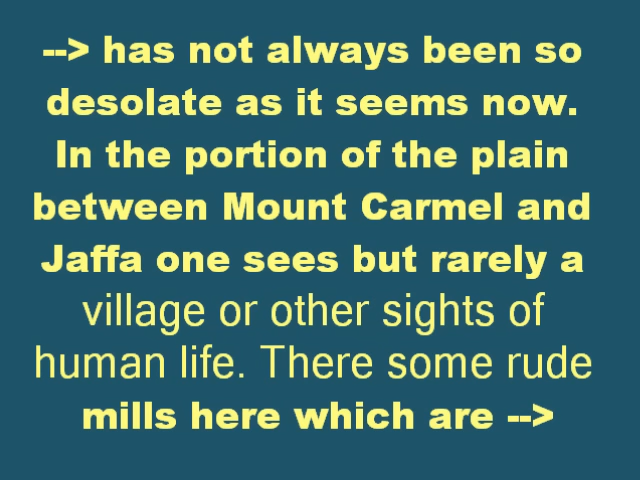 --> has not always been so
desolate as it seems now.
In the portion of the plain
between Mount Carmel and
Jaffa one sees but rarely a
village or other sights of
human life. There some rude
mills here which are -->